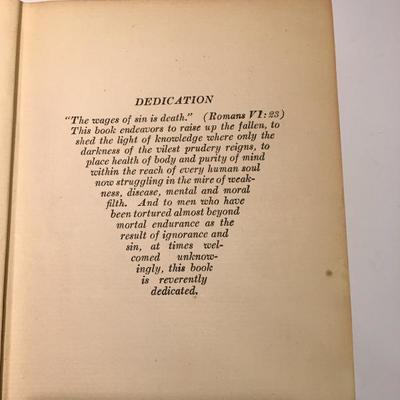 DEDICATION
"The wages of sin is death." (Romans VI:23)
This book endeavors to raise up the fallen, to
shed the light of knowledge where only the
darkness of the vilest prudery reigns, to
place health of body and purity of mind
within the reach of every human soul
now struggling in the mire of weak-
ness, disease, mental and moral
filth. And to men who have
been tortured almost beyond
mortal endurance as the
result of ignorance and
sin, at times wel-
comed unknow-
ingly, this book
is reverently
dedicated.